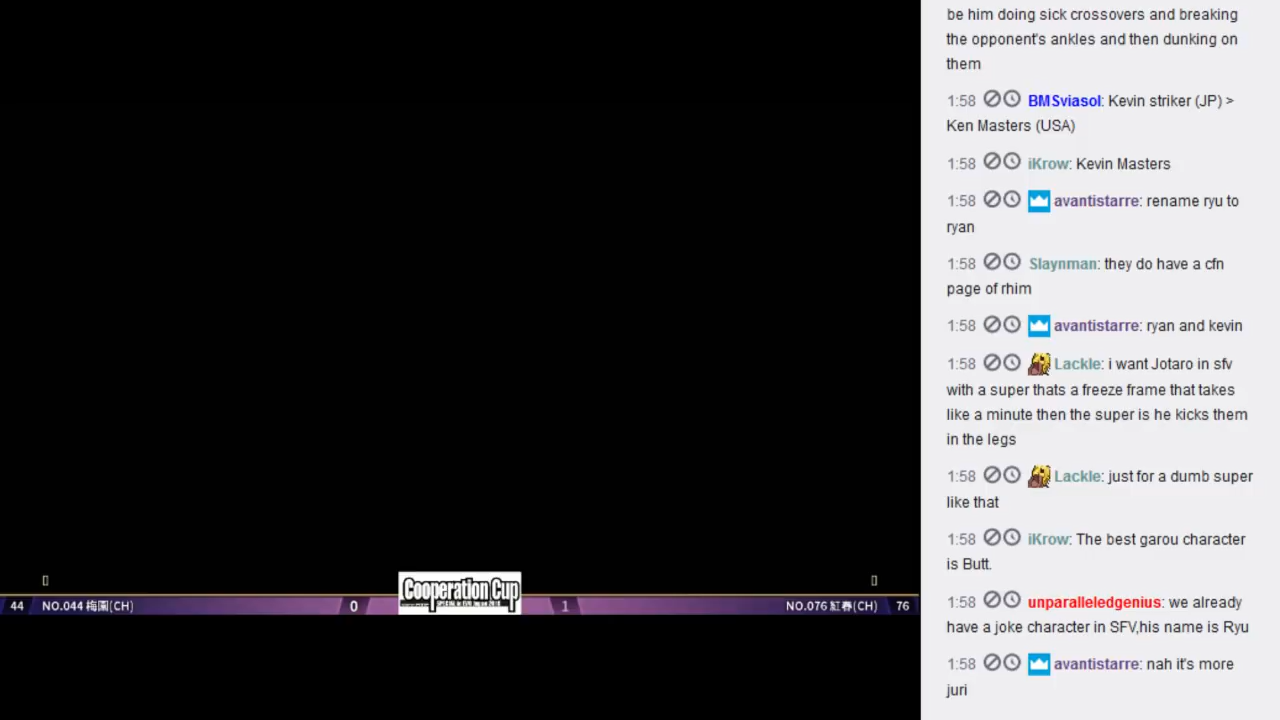 be him doing sick crossovers and breaking
the opponent's ankles and then dunking on
them
1:58 BMSviasol: Kevin striker (JP) >
Ken Masters (USA)
1:58 iKrow: Kevin Masters
1:58 avantistarre: rename ryu to
ryan
1:58 Slaynman: they do have a cfn
page of rhim
1:58 avantistarre: ryan and kevin
1:58 Lackle: i want Jotaro in sfv
with a super thats a freeze frame that takes
like a minute then the super is he kicks them
in the legs
1:58 Lackle: just for a dumb super
like that
1:58 iKrow: The best garou character
is Butt.
1:58 unparalleledgenius: we already
have a joke character in SFV,his name is Ryu
1:58 avantistarre: nah it's more
juri
Cooperation Cup
44 NO.044 梅園(CH) 0 1 NO.076 紅春(CH) 76